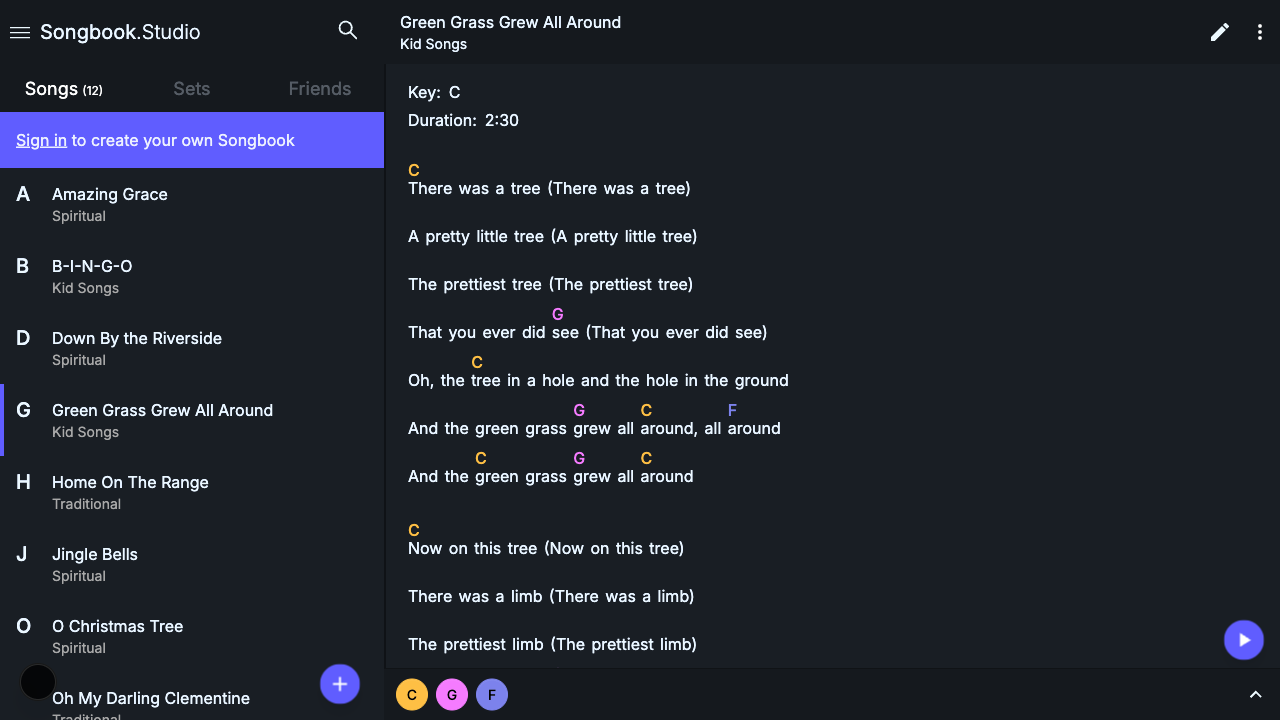 Songbook.Studio
Songs (12)
Sets
Friends
Sign in to create your own Songbook
A
Amazing Grace
Spiritual
B
B-I-N-G-O
Kid Songs
D
Down By the Riverside
Spiritual
G
Green Grass Grew All Around
Kid Songs
H
Home On The Range
Traditional
J
Jingle Bells
Spiritual
O
O Christmas Tree
Spiritual
Oh My Darling Clementine
Traditional
Green Grass Grew All Around
Kid Songs
Key: C
Duration: 2:30
C
There was a tree (There was a tree)
A pretty little tree (A pretty little tree)
The prettiest tree (The prettiest tree)
G
That you ever did see (That you ever did see)
C
Oh, the tree in a hole and the hole in the ground
G C F
And the green grass grew all around, all around
C G C
And the green grass grew all around
C
Now on this tree (Now on this tree)
There was a limb (There was a limb)
The prettiest limb (The prettiest limb)
C G F